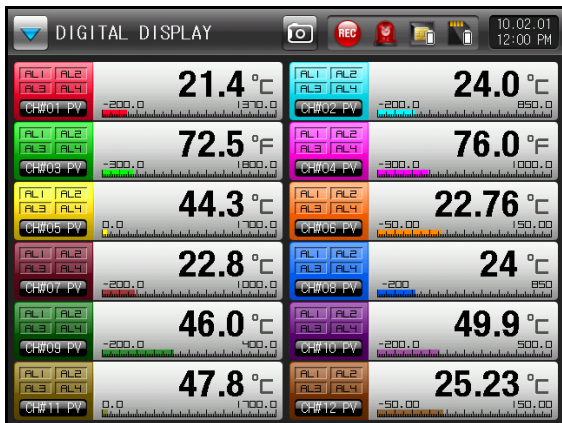 DIGITAL DISPLAY REC 10.02.01
12:00 PM
AL1 AL2
AL3 AL4
CH#01 PV
21.4 °C
-200.0 1370.0
AL1 AL2
AL3 AL4
CH#02 PV
24.0 °C
-200.0 850.0
AL1 AL2
AL3 AL4
CH#03 PV
72.5 °F
-300.0 1800.0
AL1 AL2
AL3 AL4
CH#04 PV
76.0 °F
-300.0 1000.0
AL1 AL2
AL3 AL4
CH#05 PV
44.3 °C
0.0 1700.0
AL1 AL2
AL3 AL4
CH#06 PV
22.76 °C
-50.00 150.00
AL1 AL2
AL3 AL4
CH#07 PV
22.8 °C
-200.0 1000.0
AL1 AL2
AL3 AL4
CH#08 PV
24 °C
-200 850
AL1 AL2
AL3 AL4
CH#09 PV
46.0 °C
-200.0 400.0
AL1 AL2
AL3 AL4
CH#10 PV
49.9 °C
-200.0 500.0
AL1 AL2
AL3 AL4
CH#11 PV
47.8 °C
0.0 1700.0
AL1 AL2
AL3 AL4
CH#12 PV
25.23 °C
-50.00 150.00